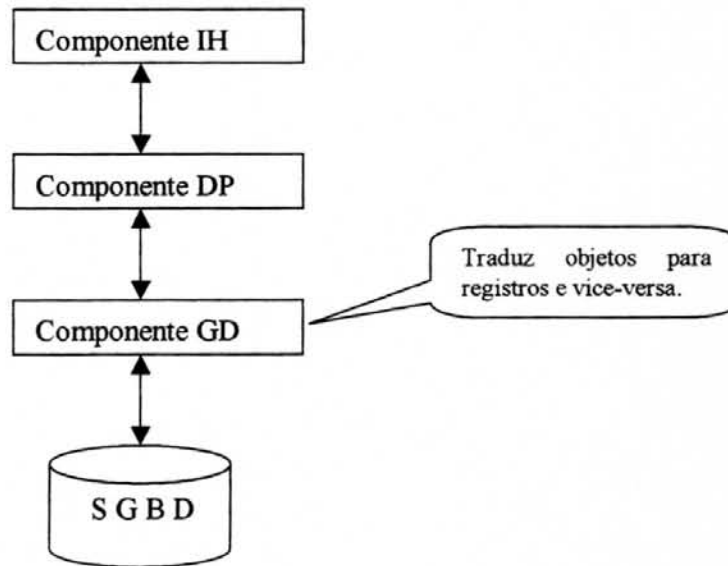 Componente IH
Componente DP
Traduz objetos para
registros e vice-versa.
Componente GD
S G B D